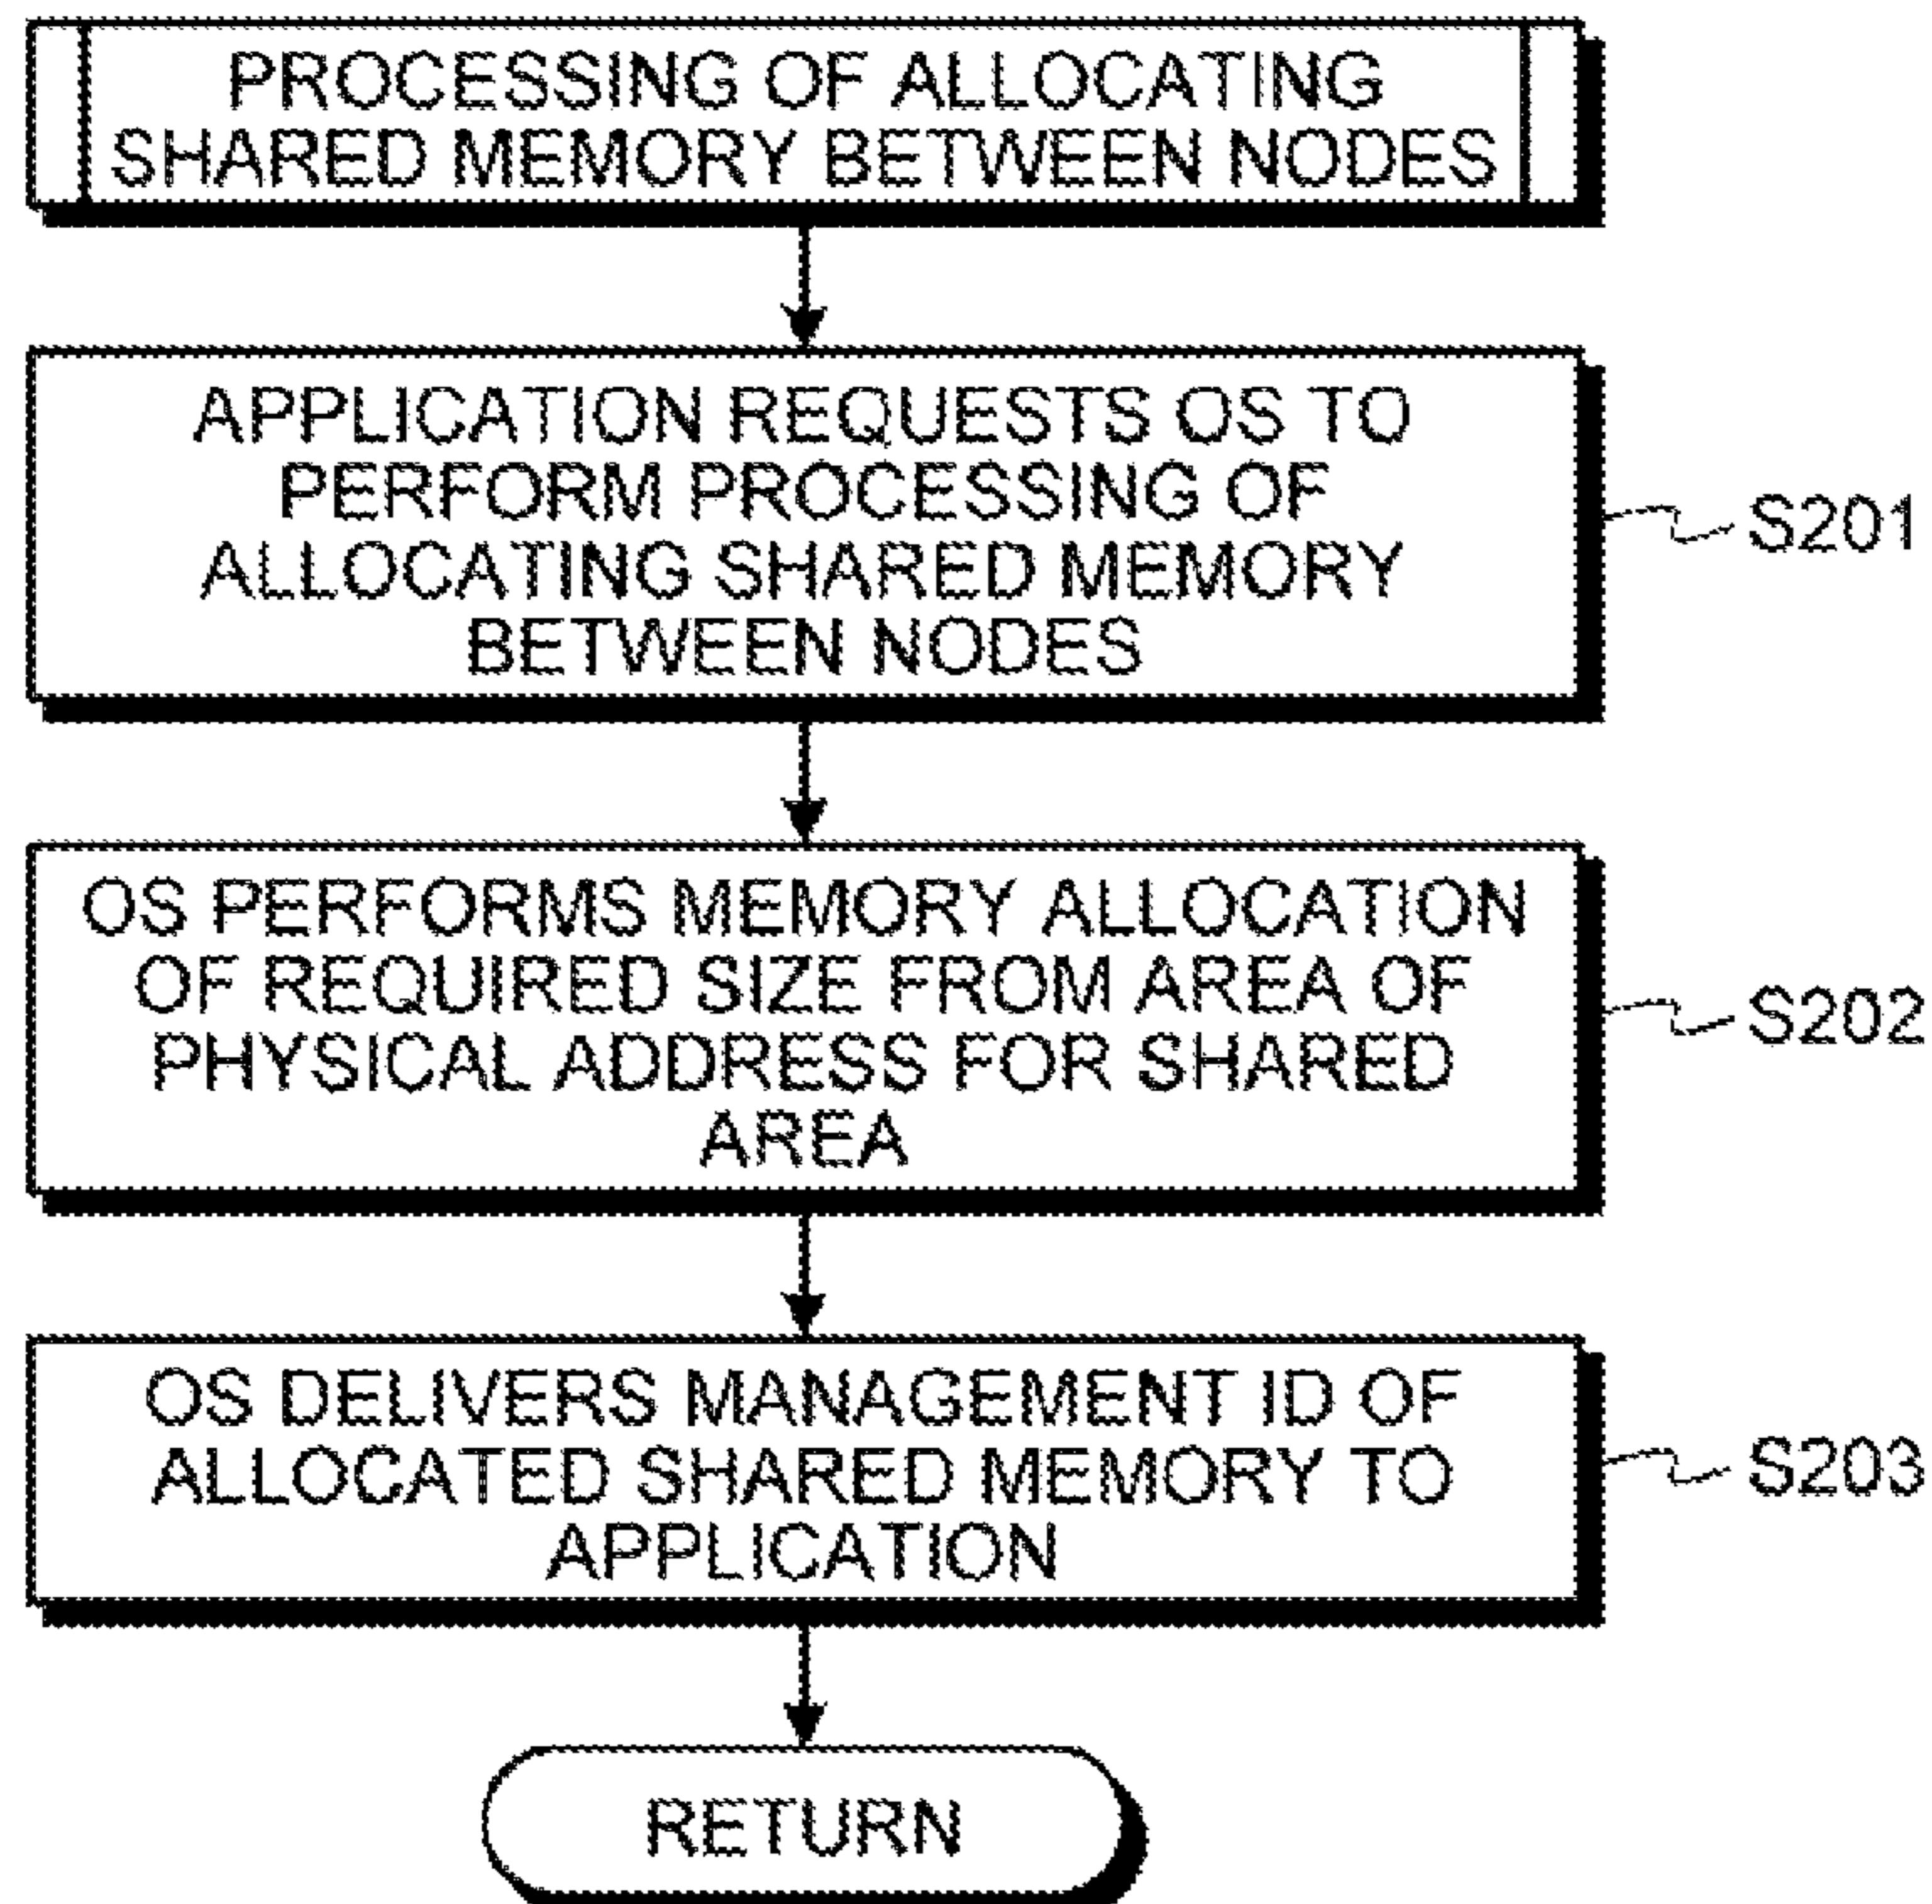 PROCESSING OF ALLOCATING
SHARED MEMORY BETWEEN NODES
APPLICATION REQUESTS OS TO
PERFORM PROCESSING OF
ALLOCATING SHARED MEMORY
BETWEEN NODES
S201
OS PERFORMS MEMORY ALLOCATION
OF REQUIRED SIZE FROM AREA OF
PHYSICAL ADDRESS FOR SHARED
AREA
S202
OS DELIVERS MANAGEMENT ID OF
ALLOCATED SHARED MEMORY TO
APPLICATION
S203
RETURN